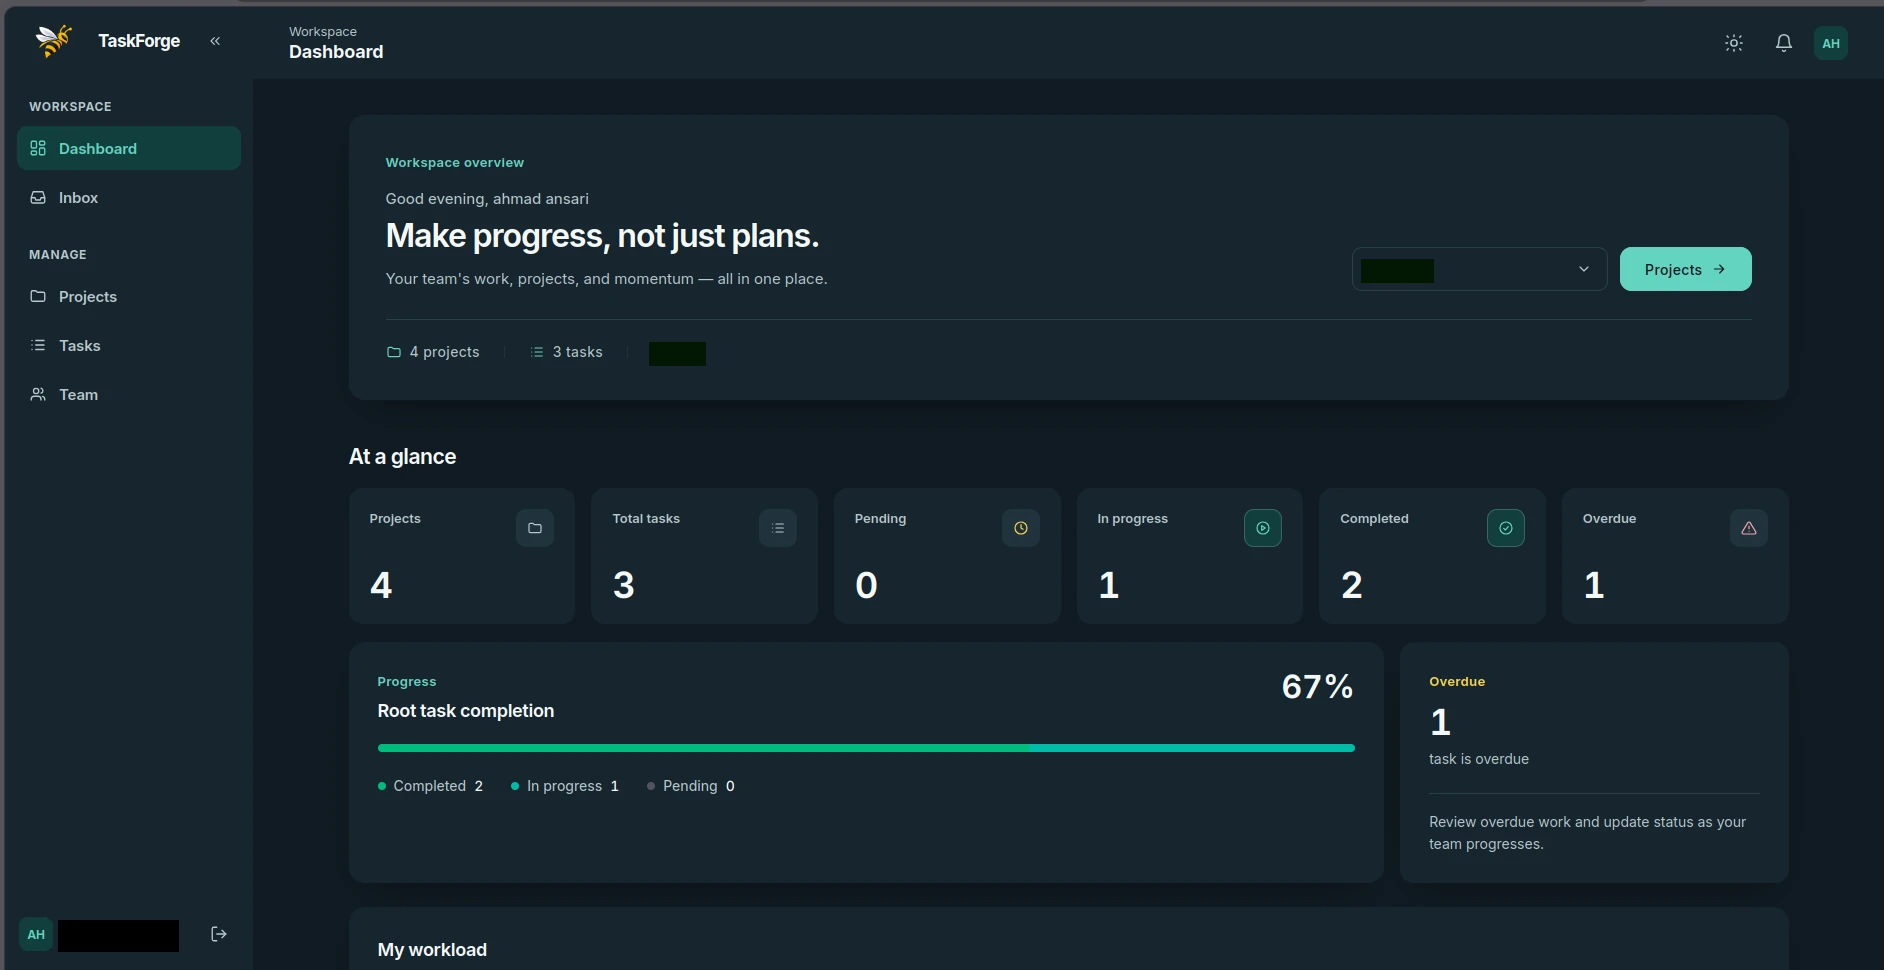 TaskForge
Workspace
Dashboard
AH
WORKSPACE
Dashboard
Inbox
MANAGE
Projects
Tasks
Team
AH
Workspace overview
Good evening, ahmad ansari
Make progress, not just plans.
Your team's work, projects, and momentum — all in one place.
Projects
4 projects
3 tasks
At a glance
Projects
4
Total tasks
3
Pending
0
In progress
1
Completed
2
Overdue
1
Progress
Root task completion
67%
Completed 2
In progress 1
Pending 0
Overdue
1
task is overdue
Review overdue work and update status as your
team progresses.
My workload